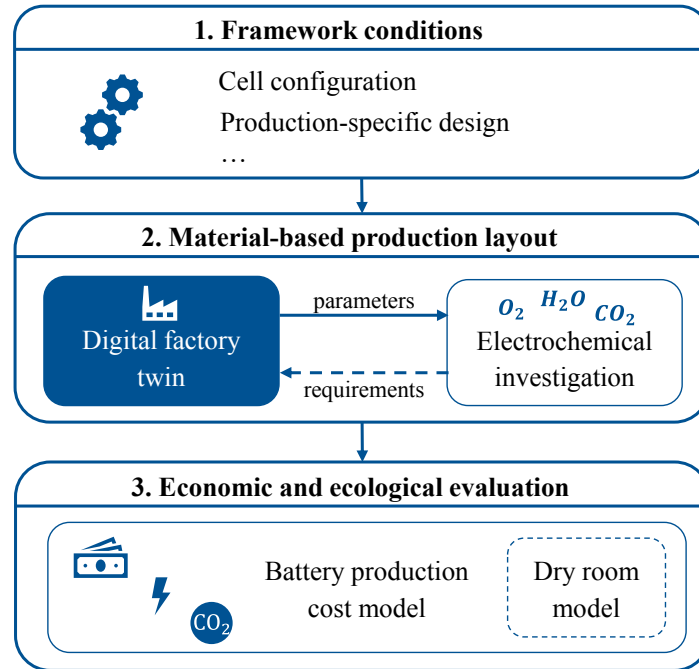 1. Framework conditions
Cell configuration
Production-specific design
…
2. Material-based production layout
Digital factory
twin
parameters
requirements
O₂ H₂O CO₂
Electrochemical
investigation
3. Economic and ecological evaluation
CO₂
Battery production
cost model
Dry room
model